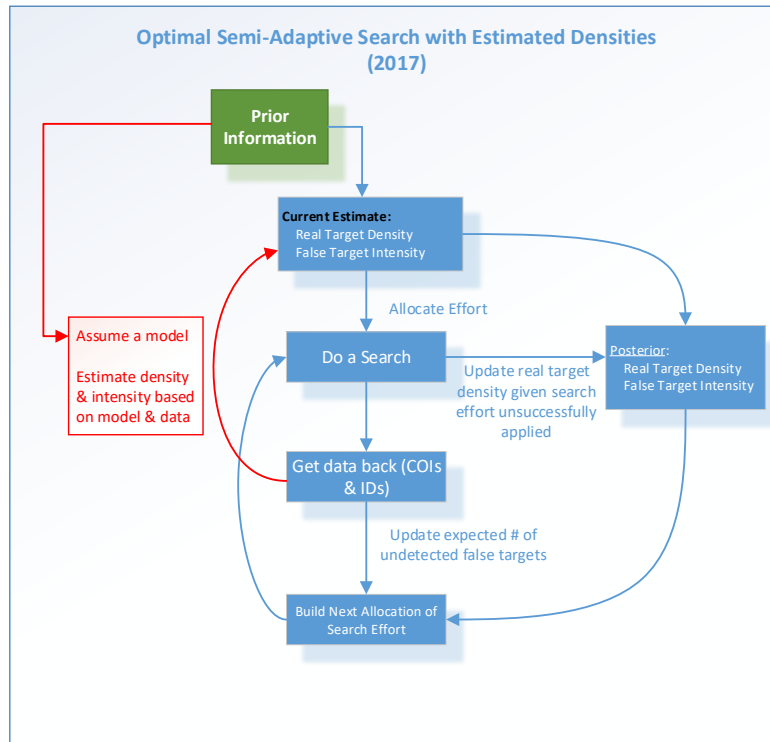 Optimal Semi-Adaptive Search with Estimated Densities
(2017)
Prior
Information
Current Estimate:
Real Target Density
False Target Intensity
Allocate Effort
Assume a model
Estimate density
& intensity based
on model & data
Do a Search
Update real target
density given search
effort unsuccessfully
applied
Posterior:
Real Target Density
False Target Intensity
Get data back (COIs
& IDs)
Update expected # of
undetected false targets
Build Next Allocation of
Search Effort